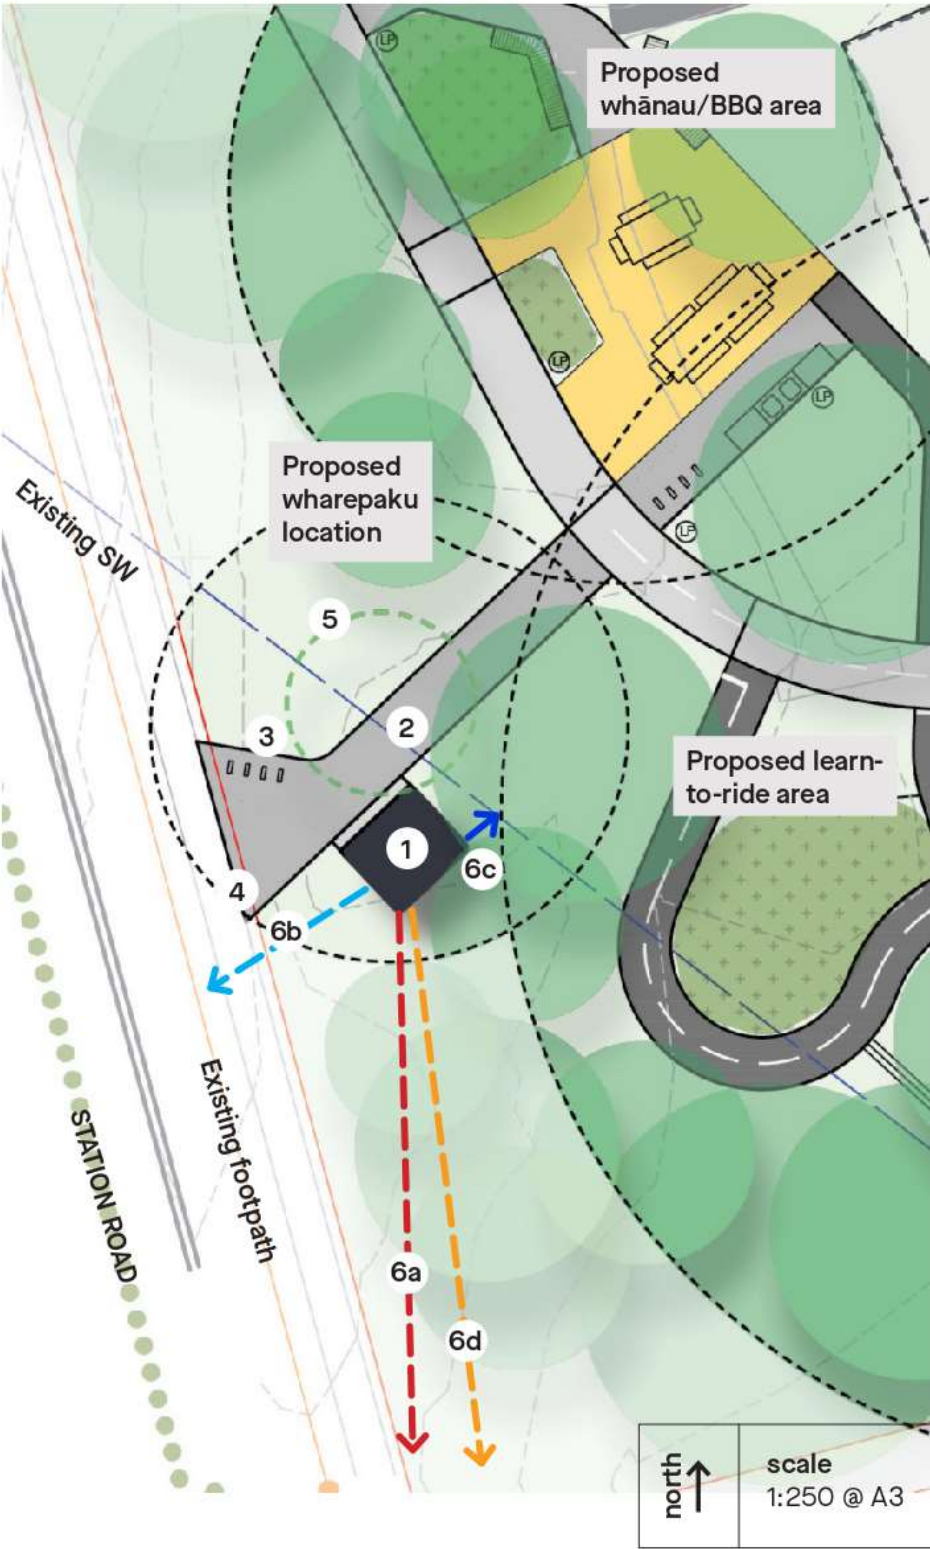 LP
Proposed
whānau/BBQ area
LP
LP
Proposed
wharepaku
location
Existing SW
LP
5
2
3
Proposed learn-
to-ride area
1
6c
4
6b
Existing footpath
STATION ROAD
6a
6d
north
scale
1:250 @ A3